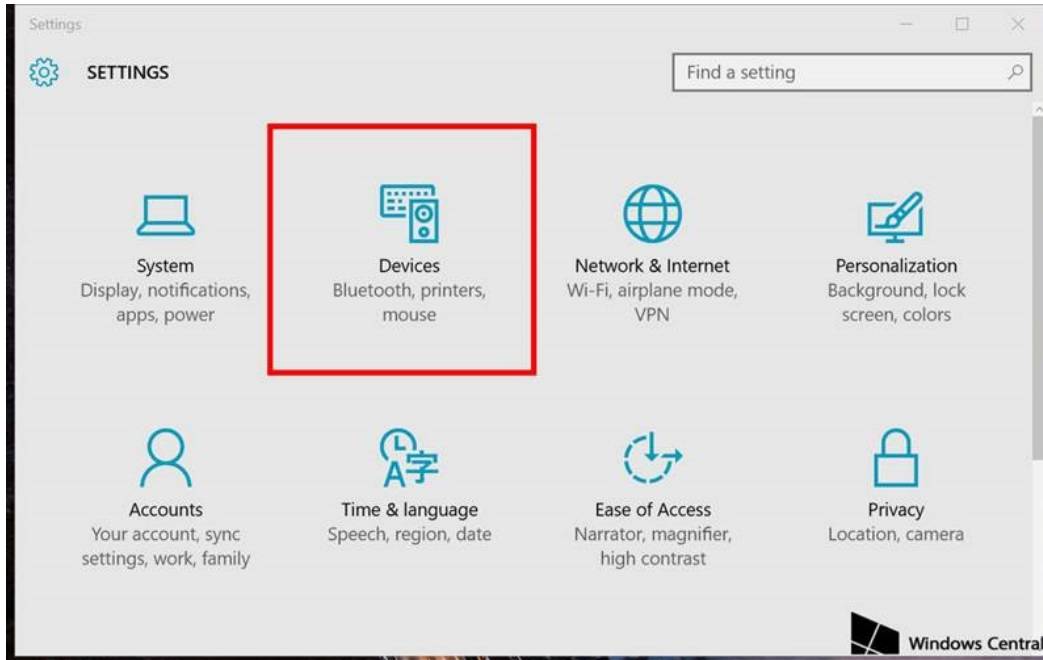 Settings
SETTINGS
Find a setting
System
Display, notifications,
apps, power
Devices
Bluetooth, printers,
mouse
Network & Internet
Wi-Fi, airplane mode,
VPN
Personalization
Background, lock
screen, colors
Accounts
Your account, sync
settings, work, family
A字
Time & language
Speech, region, date
Ease of Access
Narrator, magnifier,
high contrast
Privacy
Location, camera
Windows Central